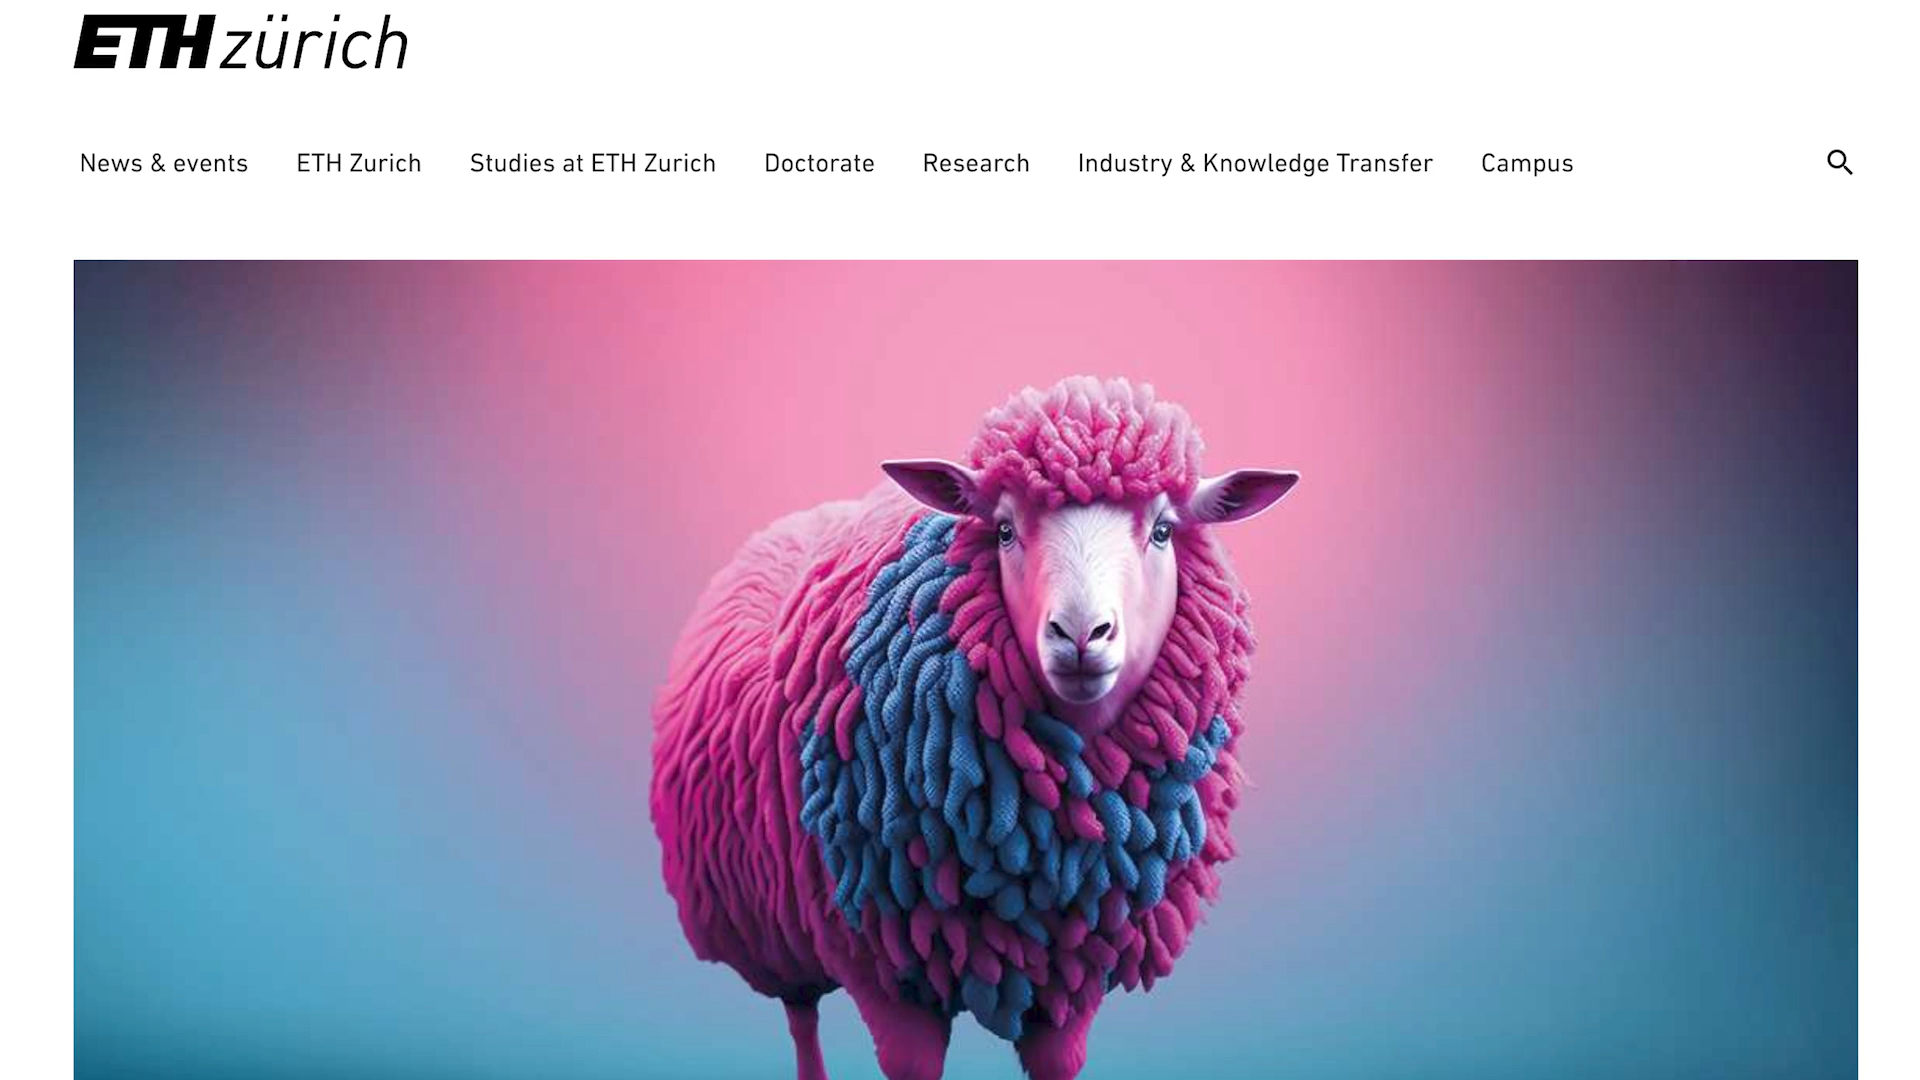 ETH zürich
News & events ETH Zurich Studies at ETH Zurich Doctorate Research Industry & Knowledge Transfer Campus